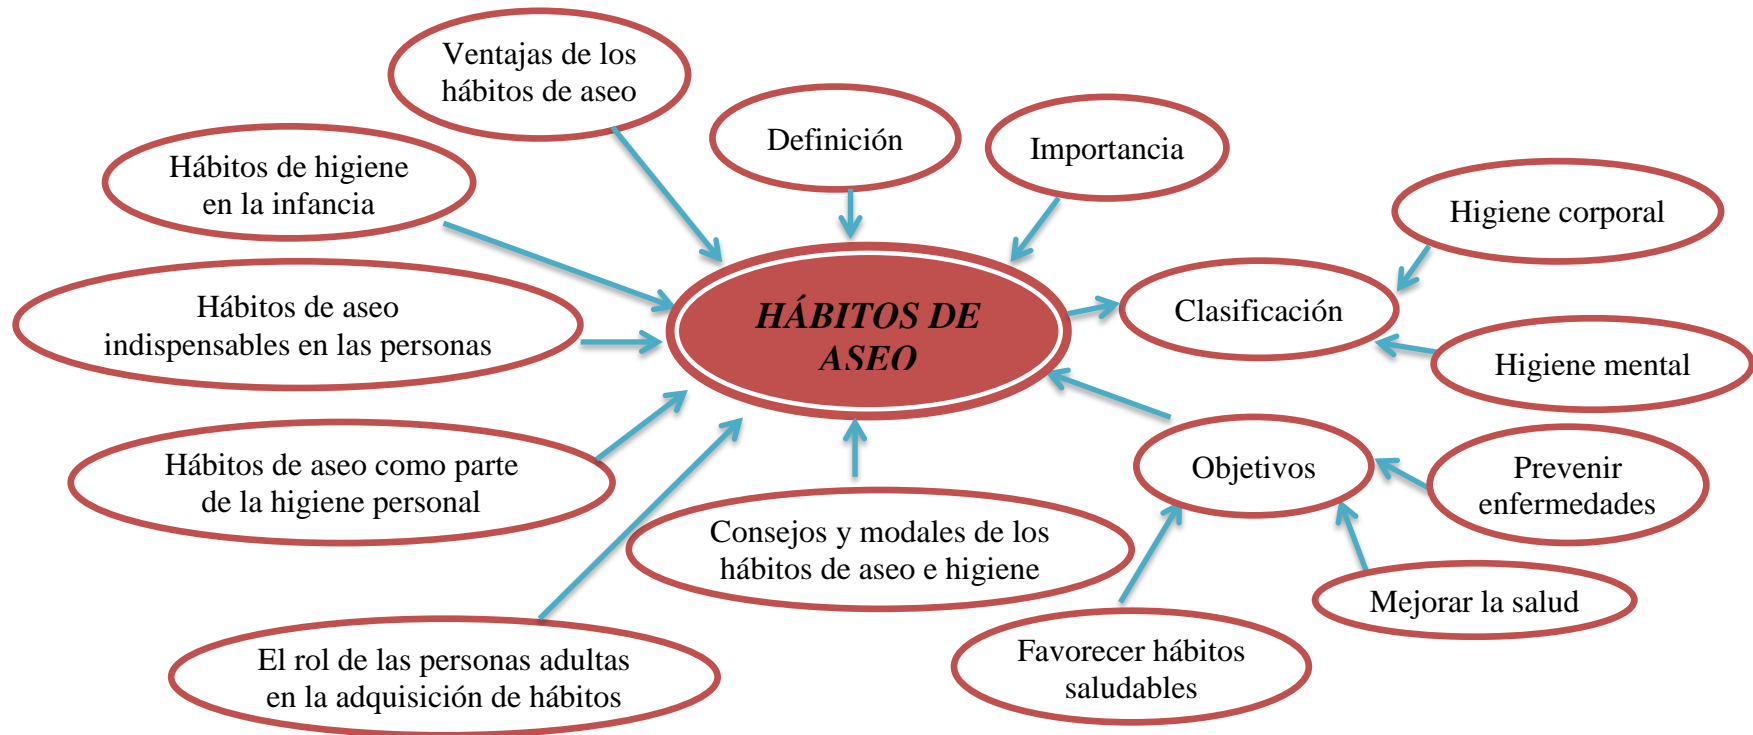 Ventajas de los
hábitos de aseo
Definición
Importancia
Hábitos de higiene
en la infancia
Higiene corporal
Hábitos de aseo
indispensables en las personas
HÁBITOS DE
ASEO
Clasificación
Higiene mental
Hábitos de aseo como parte
de la higiene personal
Objetivos
Prevenir
enfermedades
Consejos y modales de los
hábitos de aseo e higiene
Mejorar la salud
El rol de las personas adultas
en la adquisición de hábitos
Favorecer hábitos
saludables